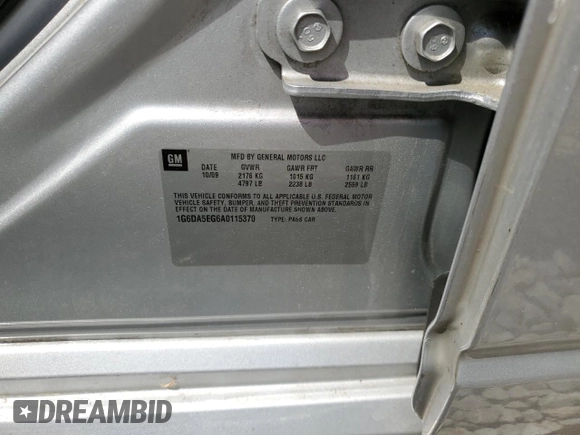 GM
MFD BY GENERAL MOTORS LLC
DATE GVWR GAWR FRT GAWR RR
10/09 2176 KG 1015 KG 1161 KG
4797 LB 2238 LB 2559 LB
THIS VEHICLE CONFORMS TO ALL APPLICABLE U.S. FEDERAL MOTOR
VEHICLE SAFETY, BUMPER, AND THEFT PREVENTION STANDARDS IN
EFFECT ON THE DATE OF MANUFACTURE SHOWN ABOVE.
1G6DA5EG6A0115370 TYPE: PASS CAR
DREAMBID